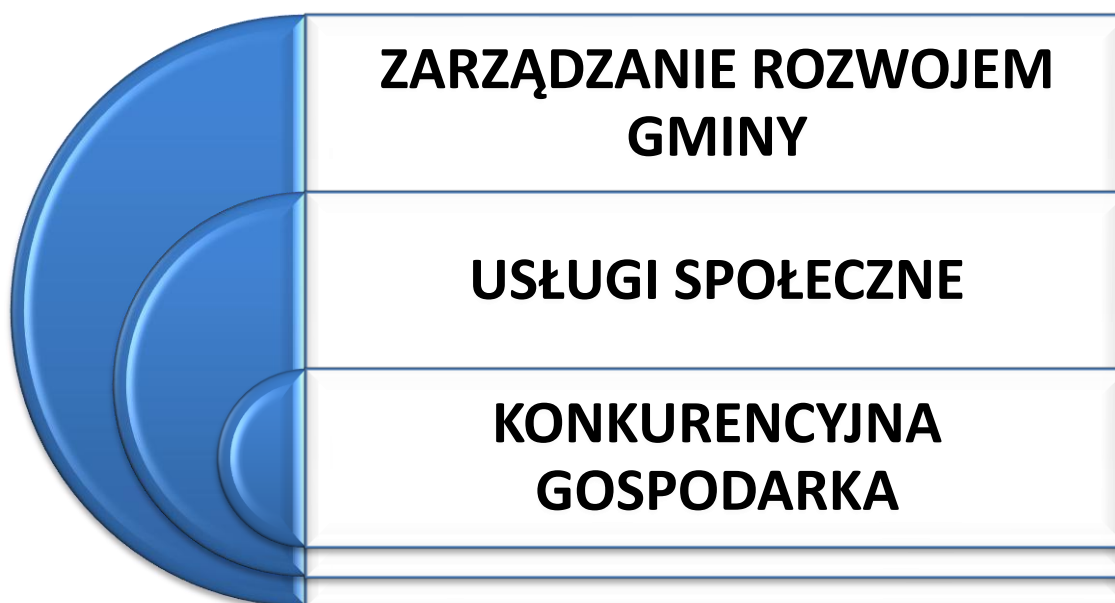 ZARZĄDZANIE ROZWOJEM
GMINY
USŁUGI SPOŁECZNE
KONKURENCYJNA
GOSPODARKA